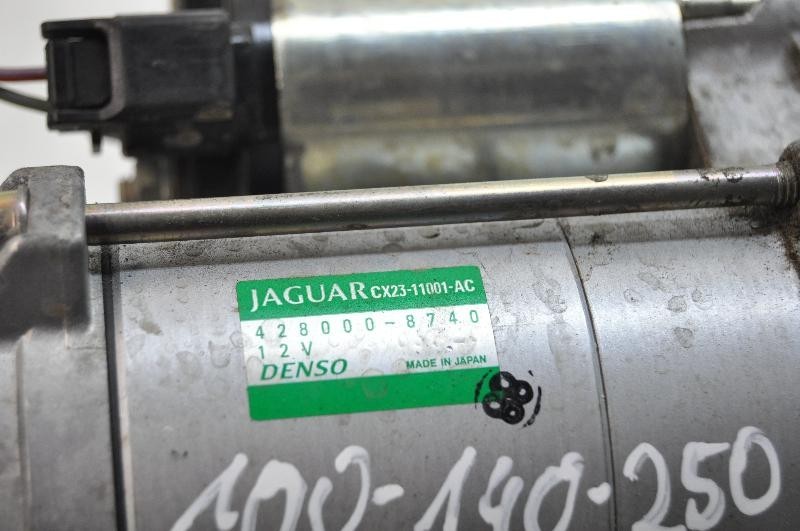 JAGUAR CX23-11001-AC
428000-8740
12V
DENSO MADE IN JAPAN
100-140-250